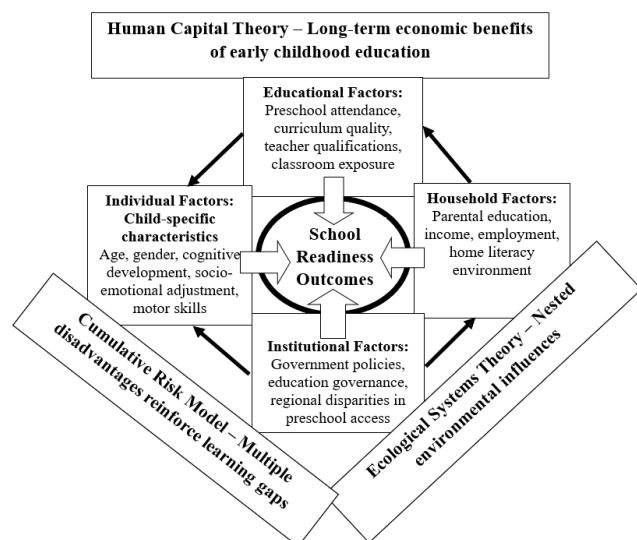 Human Capital Theory – Long-term economic benefits
of early childhood education
Educational Factors:
Preschool attendance,
curriculum quality,
teacher qualifications,
classroom exposure
Individual Factors:
Child-specific
characteristics
Age, gender, cognitive
development, socio-
emotional adjustment,
motor skills
School
Readiness
Outcomes
Household Factors:
Parental education,
income, employment,
home literacy
environment
Institutional Factors:
Government policies,
education governance,
regional disparities in
preschool access
Cumulative Risk Model – Multiple
disadvantages reinforce learning gaps
Ecological Systems Theory – Nested
environmental influences